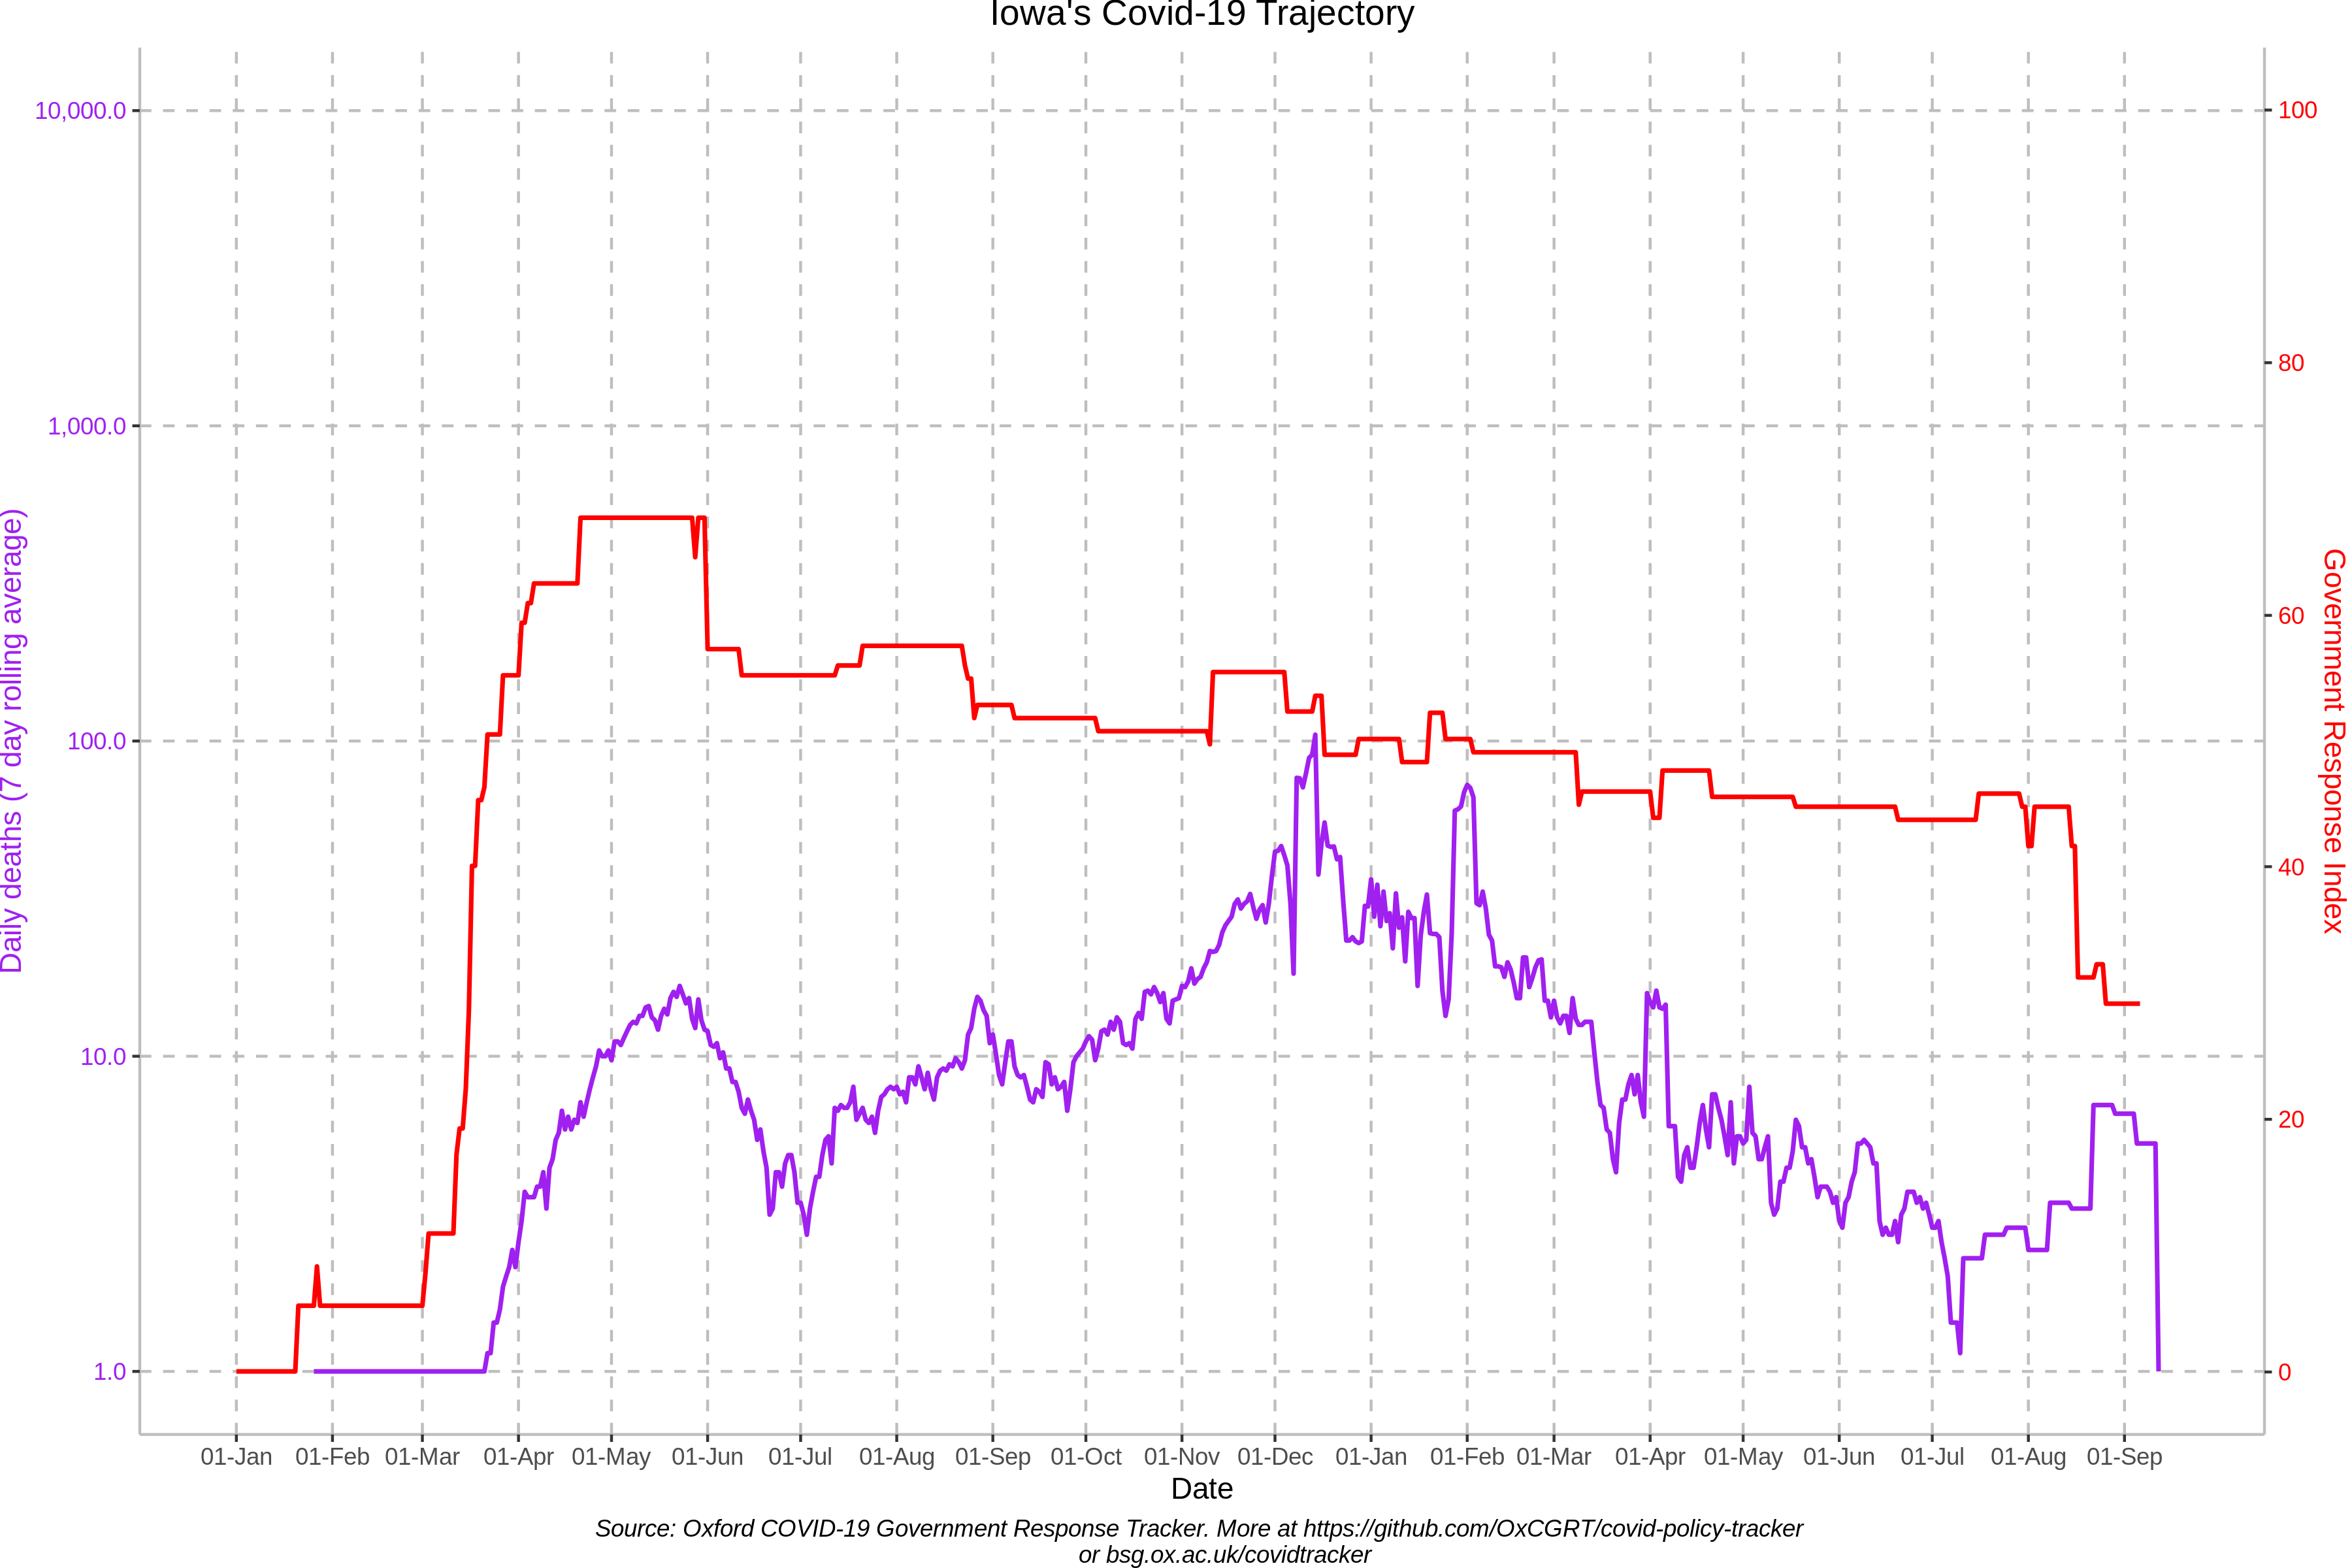 Iowa's Covid-19 Trajectory
10,000.0
1,000.0
100.0
10.0
1.0
Daily deaths (7 day rolling average)
100
80
60
40
20
0
Government Response Index
01-Jan 01-Feb 01-Mar 01-Apr 01-May 01-Jun 01-Jul 01-Aug 01-Sep 01-Oct 01-Nov 01-Dec 01-Jan 01-Feb 01-Mar 01-Apr 01-May 01-Jun 01-Jul 01-Aug 01-Sep
Date
Source: Oxford COVID-19 Government Response Tracker. More at https://github.com/OxCGRT/covid-policy-tracker
or bsg.ox.ac.uk/covidtracker